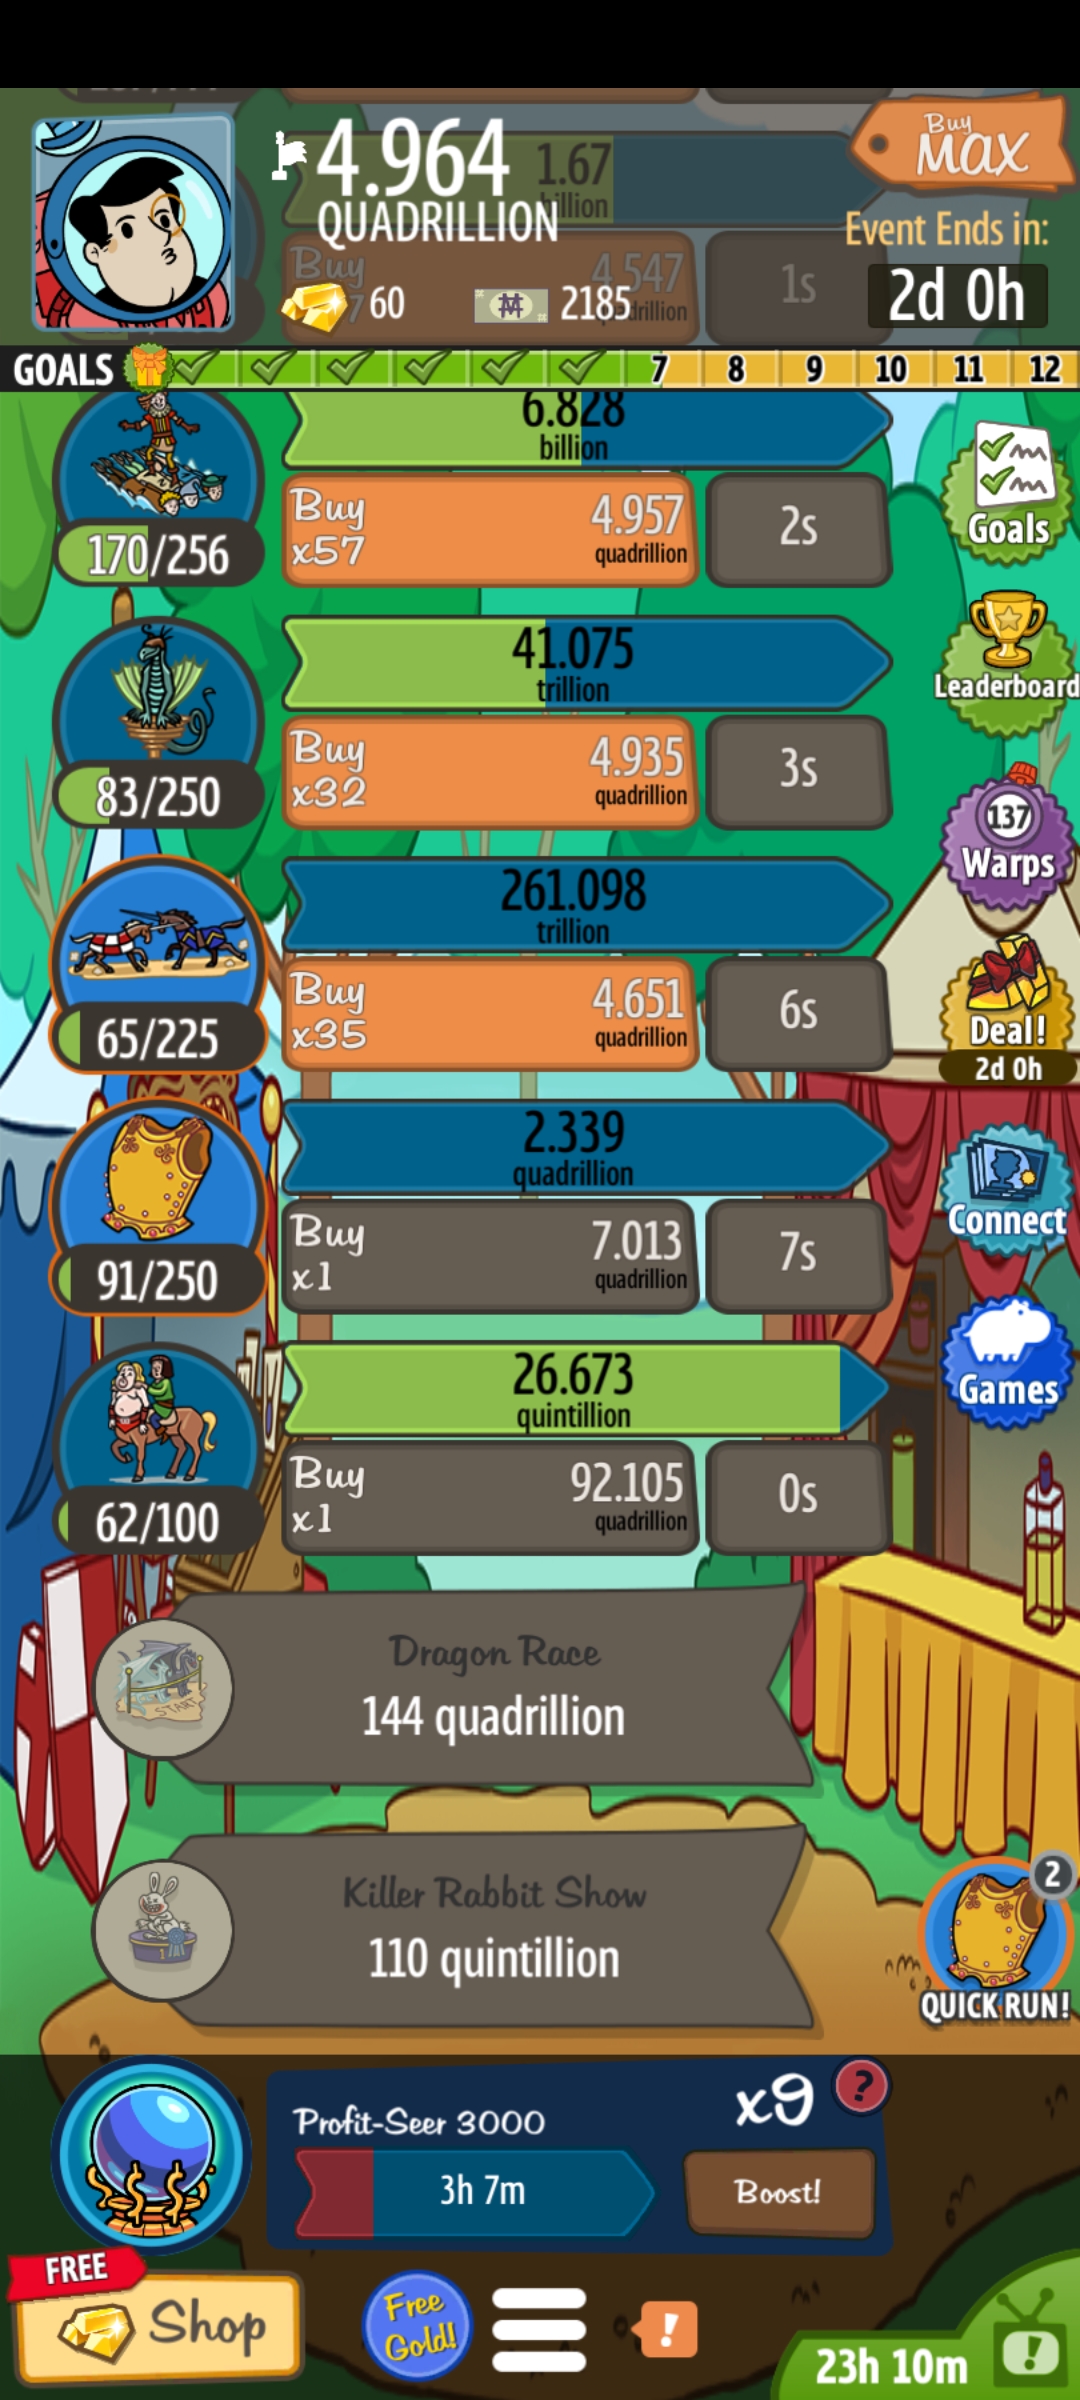 4.964
QUADRILLION
1.67
billion
Buy
MAX
Event Ends in:
2d 0h
Buy
4.547
1s
60
2185
GOALS
7 8 9 10 11 12
6.828
billion
170/256
Buy
x57
4.957
quadrillion
2s
Goals
41.075
trillion
83/250
Buy
x32
4.935
quadrillion
3s
Leaderboard
261.098
trillion
65/225
Buy
x35
4.651
quadrillion
6s
137
Warps
Deal!
2d 0h
2.339
quadrillion
91/250
Buy
x1
7.013
quadrillion
7s
Connect
26.673
quintillion
62/100
Buy
x1
92.105
quadrillion
0s
Games
START
Dragon Race
144 quadrillion
1
Killer Rabbit Show
110 quintillion
2
QUICK RUN!
Profit-Seer 3000
x9
?
3h 7m
Boost!
FREE
Shop
Free
Gold!
!
23h 10m
!